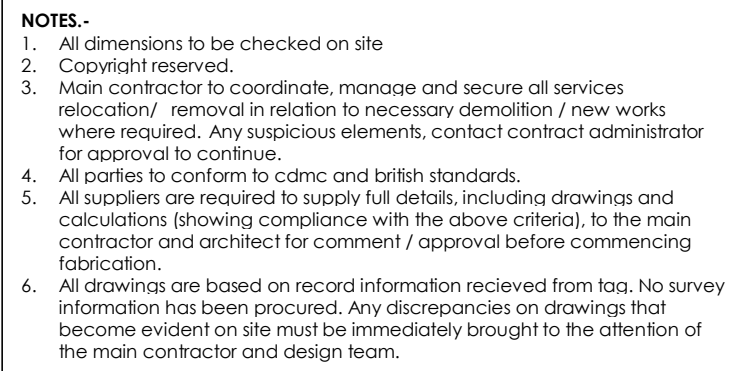 NOTES.-
1. All dimensions to be checked on site
2. Copyright reserved.
3. Main contractor to coordinate, manage and secure all services
relocation/ removal in relation to necessary demolition / new works
where required. Any suspicious elements, contact contract administrator
for approval to continue.
4. All parties to conform to cdmc and british standards.
5. All suppliers are required to supply full details, including drawings and
calculations (showing compliance with the above criteria), to the main
contractor and architect for comment / approval before commencing
fabrication.
6. All drawings are based on record information recieved from tag. No survey
information has been procured. Any discrepancies on drawings that
become evident on site must be immediately brought to the attention of
the main contractor and design team.